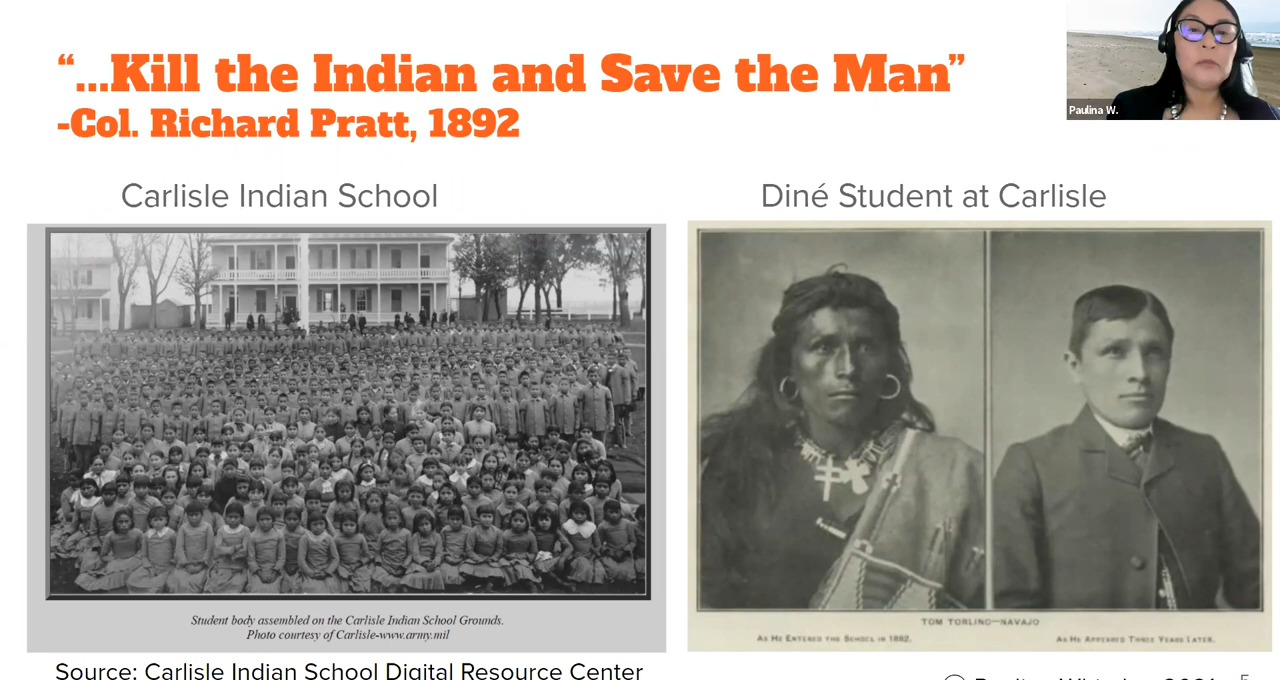 “...Kill the Indian and Save the Man”
-Col. Richard Pratt, 1892
Paulina W.
Carlisle Indian School
Diné Student at Carlisle
Student body assembled on the Carlisle Indian School Grounds.
Photo courtesy of Carlisle-www.army.mil
TOM TORLINO—NAVAJO
AS HE ENTERED THE SCHOOL IN 1882.
AS HE APPEARED THREE YEARS LATER.
Source: Carlisle Indian School Digital Resource Center